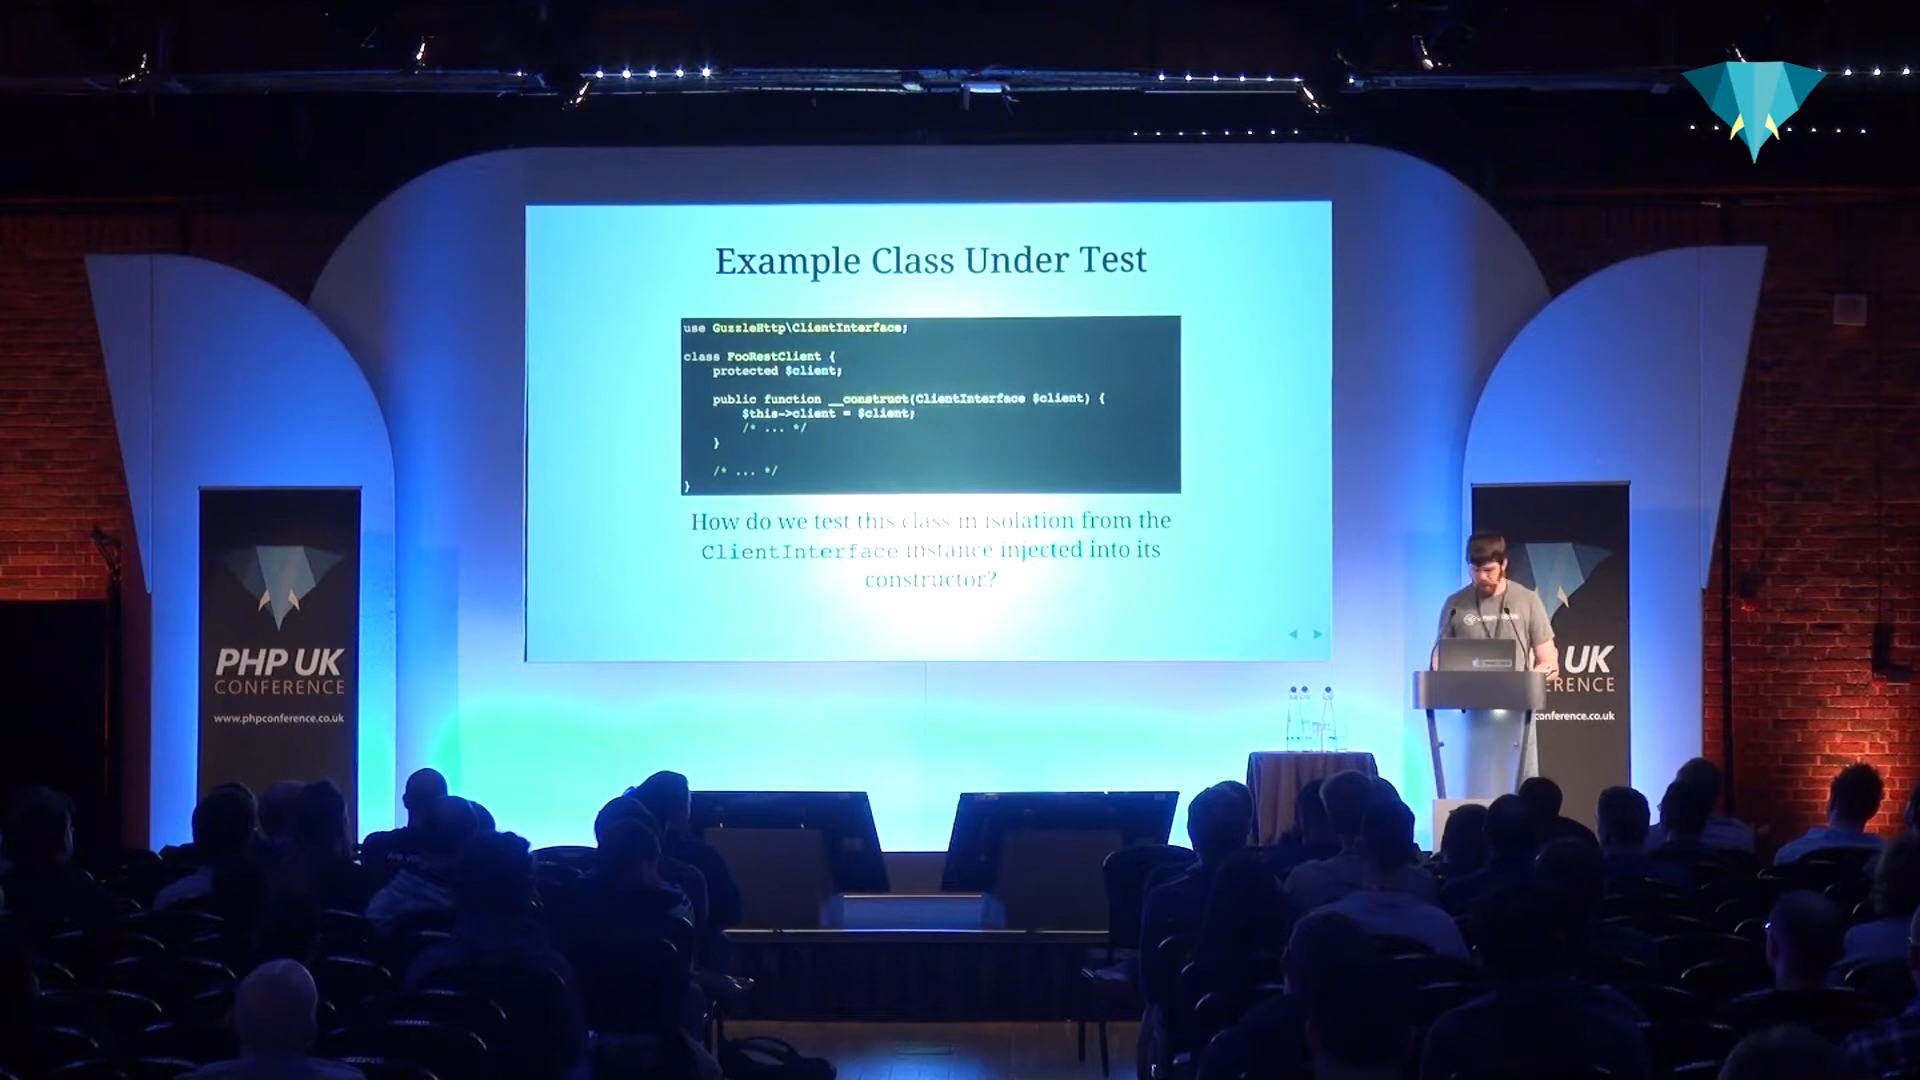 Example Class Under Test
use GuzzleHttp\ClientInterface;
class FooRestClient {
protected $client;
public function __construct(ClientInterface $client) {
$this->client = $client;
/* ... */
}
/* ... */
}
How do we test this class in isolation from the
ClientInterface instance injected into its
constructor?
PHP UK
CONFERENCE
www.phpconference.co.uk
UK
ERENCE
conference.co.uk